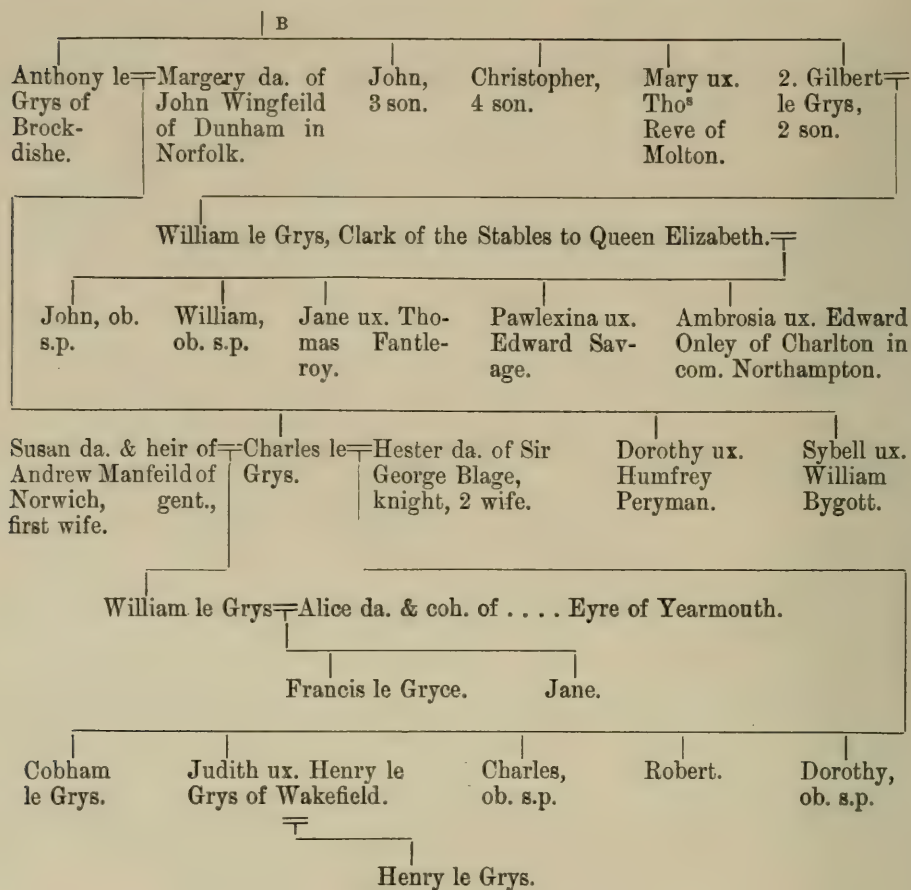 B
Anthony le Grys of Brock-dishe.
Margery da. of John Wingfeild of Dunham in Norfolk.
John, 3 son.
Christopher, 4 son.
Mary ux. Thoˢ Reve of Molton.
2. Gilbert le Grys, 2 son.
William le Grys, Clark of the Stables to Queen Elizabeth.
John, ob. s.p.
William, ob. s.p.
Jane ux. Tho-mas Fantle-roy.
Pawlexina ux. Edward Sav-age.
Ambrosia ux. Edward Onley of Charlton in com. Northampton.
Susan da. & heir of Andrew Manfeild of Norwich, gent., first wife.
Charles le Grys.
Hester da. of Sir George Blage, knight, 2 wife.
Dorothy ux. Humfrey Peryman.
Sybell ux. William Bygott.
William le Grys
Alice da. & coh. of . . . . Eyre of Yearmouth.
Francis le Gryce.
Jane.
Cobham le Grys.
Judith ux. Henry le Grys of Wakefield.
Charles, ob. s.p.
Robert.
Dorothy, ob. s.p.
Henry le Grys.